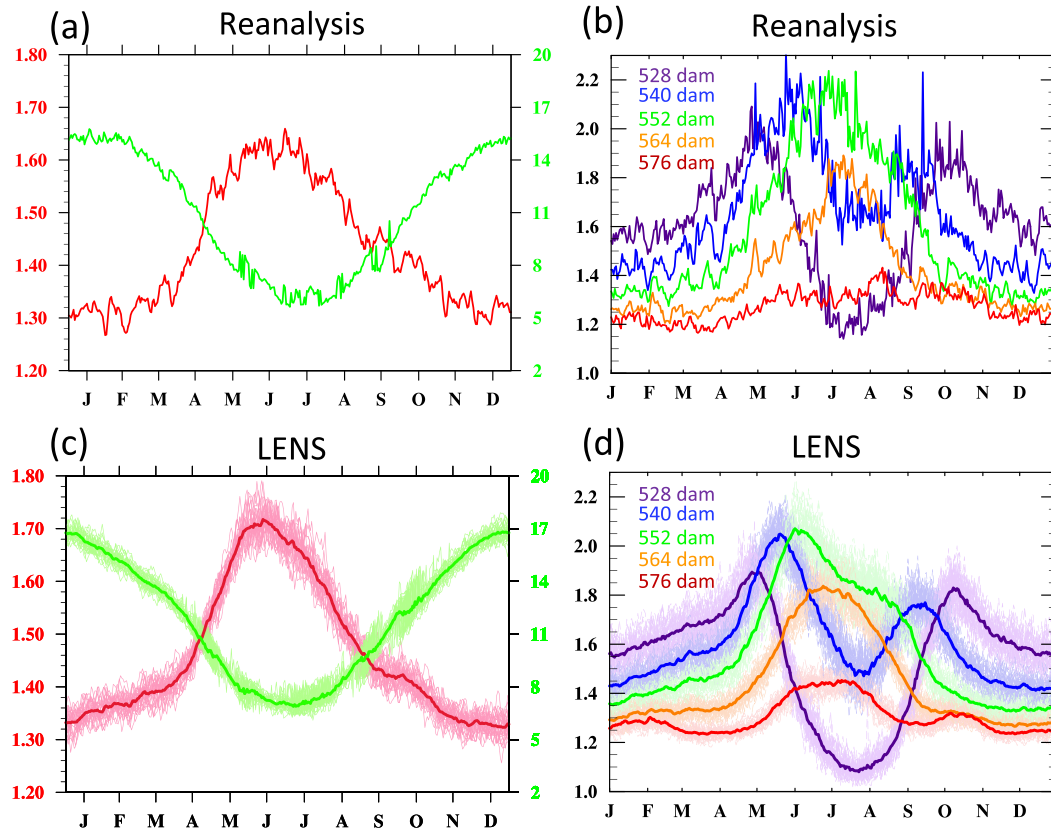 (a) Reanalysis
1.80
1.70
1.60
1.50
1.40
1.30
1.20
20
17
14
11
8
5
2
J F M A M J J A S O N D
(b) Reanalysis
528 dam
540 dam
552 dam
564 dam
576 dam
2.2
2.0
1.8
1.6
1.4
1.2
1.0
J F M A M J J A S O N D
(c) LENS
1.80
1.70
1.60
1.50
1.40
1.30
1.20
20
17
14
11
8
5
2
J F M A M J J A S O N D
(d) LENS
528 dam
540 dam
552 dam
564 dam
576 dam
2.2
2.0
1.8
1.6
1.4
1.2
1.0
J F M A M J J A S O N D